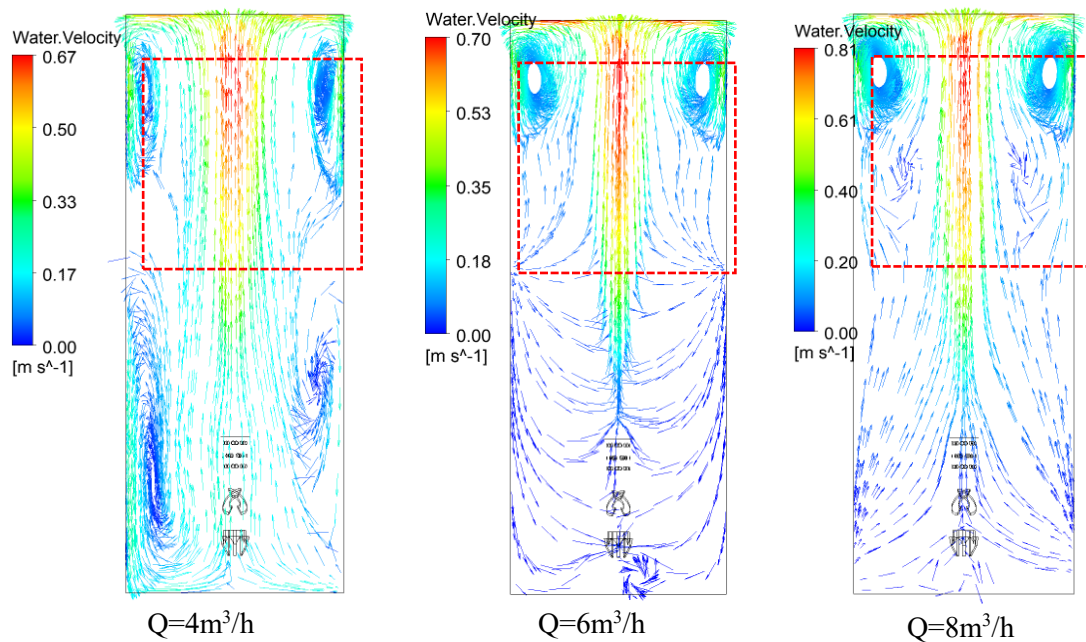 Water.Velocity
0.67
0.50
0.33
0.17
0.00
[m s^-1]
Q=4m³/h
Water.Velocity
0.70
0.53
0.35
0.18
0.00
[m s^-1]
Q=6m³/h
Water.Velocity
0.81
0.61
0.40
0.20
0.00
[m s^-1]
Q=8m³/h